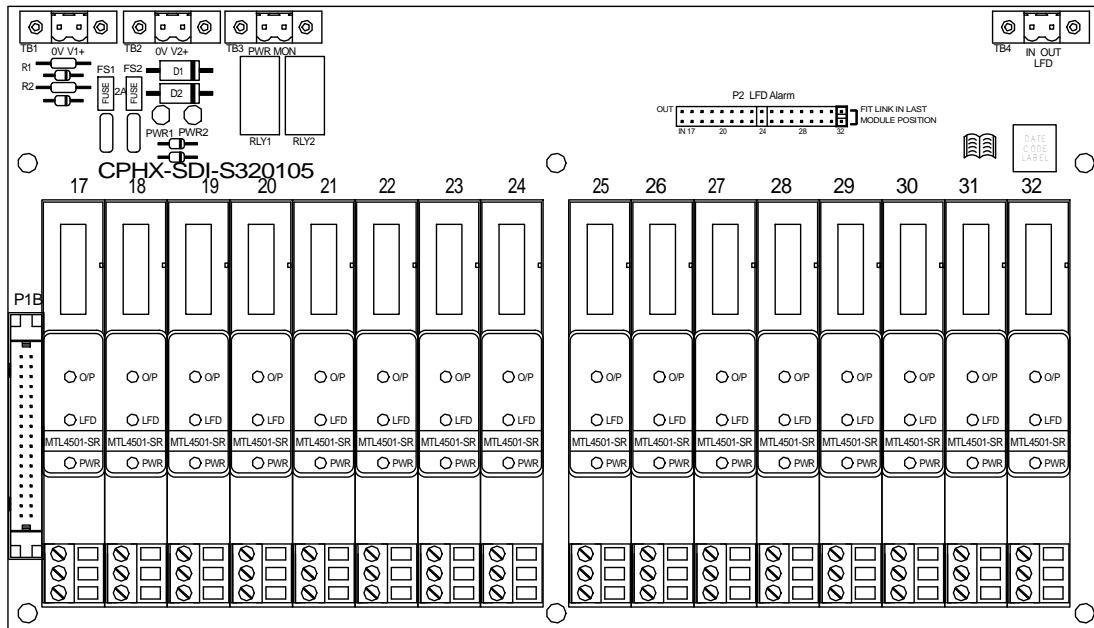 TB1 0V V1+
TB2 0V V2+
TB3 PWR MON
TB4 IN OUT
LFD
R1
R2
FS1 FS2
FUSE 2A FUSE
D1
D2
PWR1 PWR2
RLY1 RLY2
P2 LFD Alarm
OUT
IN 17 20 24 28 32
FIT LINK IN LAST
MODULE POSITION
DATE
CODE
LABEL
CPHX-SDI-S320105
17 18 19 20 21 22 23 24 25 26 27 28 29 30 31 32
P1B
O/P O/P O/P O/P O/P O/P O/P O/P O/P O/P O/P O/P O/P O/P O/P O/P
LFD LFD LFD LFD LFD LFD LFD LFD LFD LFD LFD LFD LFD LFD LFD LFD
MTL4501-SR MTL4501-SR MTL4501-SR MTL4501-SR MTL4501-SR MTL4501-SR MTL4501-SR MTL4501-SR MTL4501-SR MTL4501-SR MTL4501-SR MTL4501-SR MTL4501-SR MTL4501-SR MTL4501-SR MTL4501-SR
PWR PWR PWR PWR PWR PWR PWR PWR PWR PWR PWR PWR PWR PWR PWR PWR